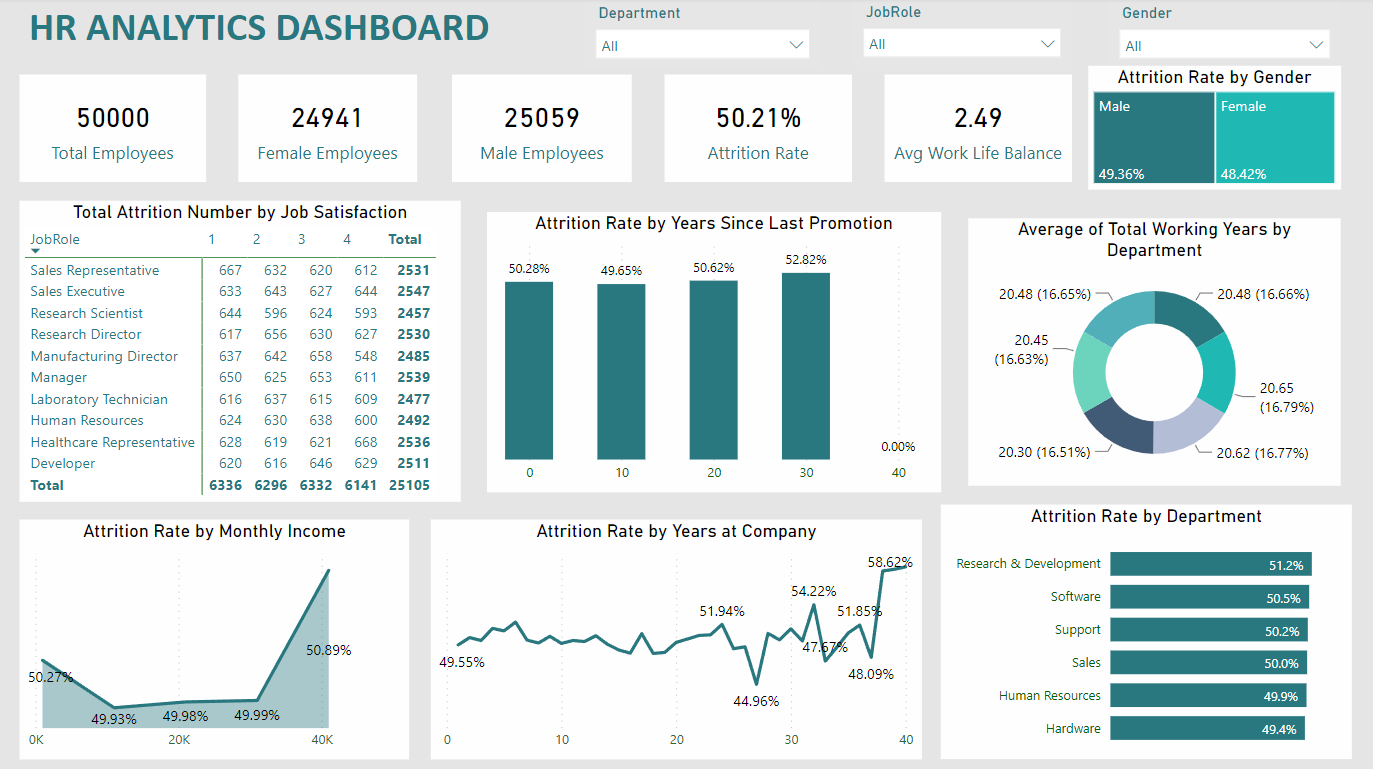 HR ANALYTICS DASHBOARD
Department
All
JobRole
All
Gender
All
50000
Total Employees
24941
Female Employees
25059
Male Employees
50.21%
Attrition Rate
2.49
Avg Work Life Balance
Attrition Rate by Gender
Male
Female
49.36%
48.42%
Total Attrition Number by Job Satisfaction
JobRole 1 2 3 4 Total
Sales Representative 667 632 620 612 2531
Sales Executive 633 643 627 644 2547
Research Scientist 644 596 624 593 2457
Research Director 617 656 630 627 2530
Manufacturing Director 637 642 658 548 2485
Manager 650 625 653 611 2539
Laboratory Technician 616 637 615 609 2477
Human Resources 624 630 638 600 2492
Healthcare Representative 628 619 621 668 2536
Developer 620 616 646 629 2511
Total 6336 6296 6332 6141 25105
Attrition Rate by Years Since Last Promotion
50.28% 49.65% 50.62% 52.82% 0.00%
0 10 20 30 40
Average of Total Working Years by
Department
20.48 (16.65%)
20.48 (16.66%)
20.45
(16.63%)
20.65
(16.79%)
20.30 (16.51%)
20.62 (16.77%)
Attrition Rate by Monthly Income
50.27%
49.93%
49.98%
49.99%
50.89%
0K 20K 40K
Attrition Rate by Years at Company
49.55%
51.94%
44.96%
54.22%
47.67%
51.85%
48.09%
58.62%
0 10 20 30 40
Attrition Rate by Department
Research & Development 51.2%
Software 50.5%
Support 50.2%
Sales 50.0%
Human Resources 49.9%
Hardware 49.4%